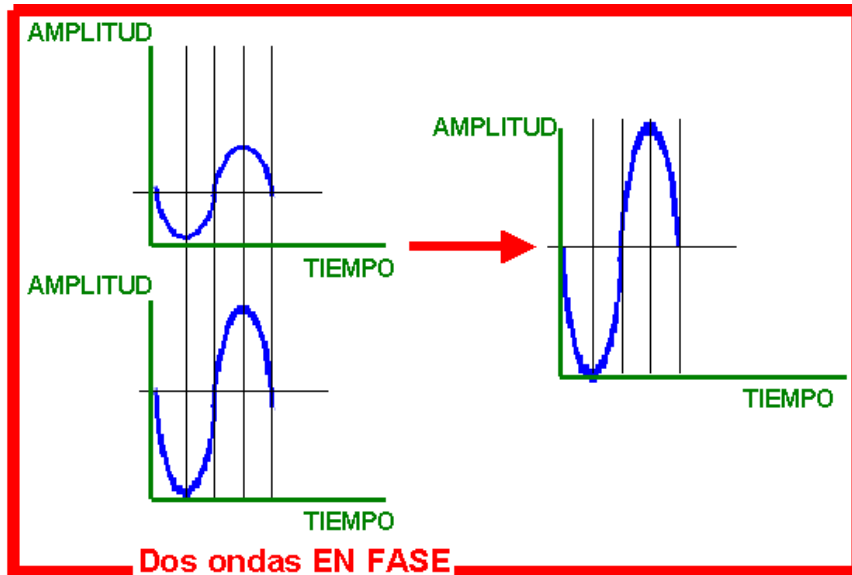 AMPLITUD
TIEMPO
AMPLITUD
TIEMPO
AMPLITUD
TIEMPO
Dos ondas EN FASE